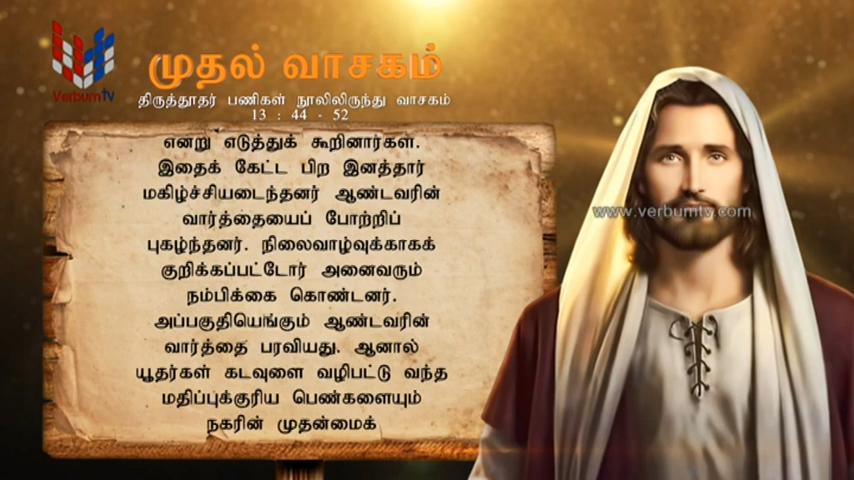 VerbumTV
முதல் வாசகம்
திருத்தூதர் பணிகள் நூலிலிருந்து வாசகம்
13 : 44 - 52
என்று எடுத்துக் கூறினார்கள்.
இதைக் கேட்ட பிற இனத்தார்
மகிழ்ச்சியடைந்தனர் ஆண்டவரின்
வார்த்தையைப் போற்றிப்
புகழ்ந்தனர். நிலைவாழ்வுக்காகக்
குறிக்கப்பட்டோர் அனைவரும்
நம்பிக்கை கொண்டனர்.
அப்பகுதியெங்கும் ஆண்டவரின்
வார்த்தை பரவியது. ஆனால்
யூதர்கள் கடவுளை வழிபட்டு வந்த
மதிப்புக்குரிய பெண்களையும்
நகரின் முதன்மைக்
www.verbumtv.com